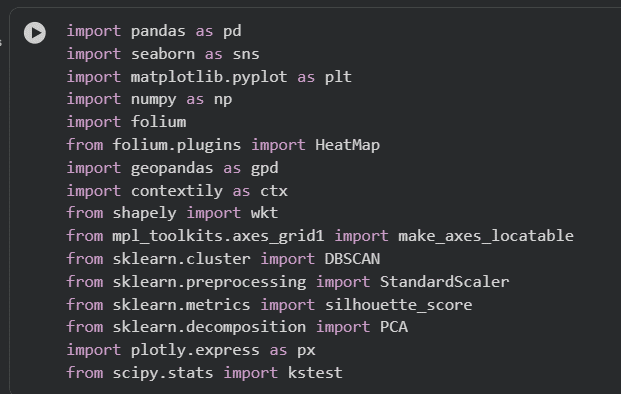 import pandas as pd
import seaborn as sns
import matplotlib.pyplot as plt
import numpy as np
import folium
from folium.plugins import HeatMap
import geopandas as gpd
import contextily as ctx
from shapely import wkt
from mpl_toolkits.axes_grid1 import make_axes_locatable
from sklearn.cluster import DBSCAN
from sklearn.preprocessing import StandardScaler
from sklearn.metrics import silhouette_score
from sklearn.decomposition import PCA
import plotly.express as px
from scipy.stats import kstest